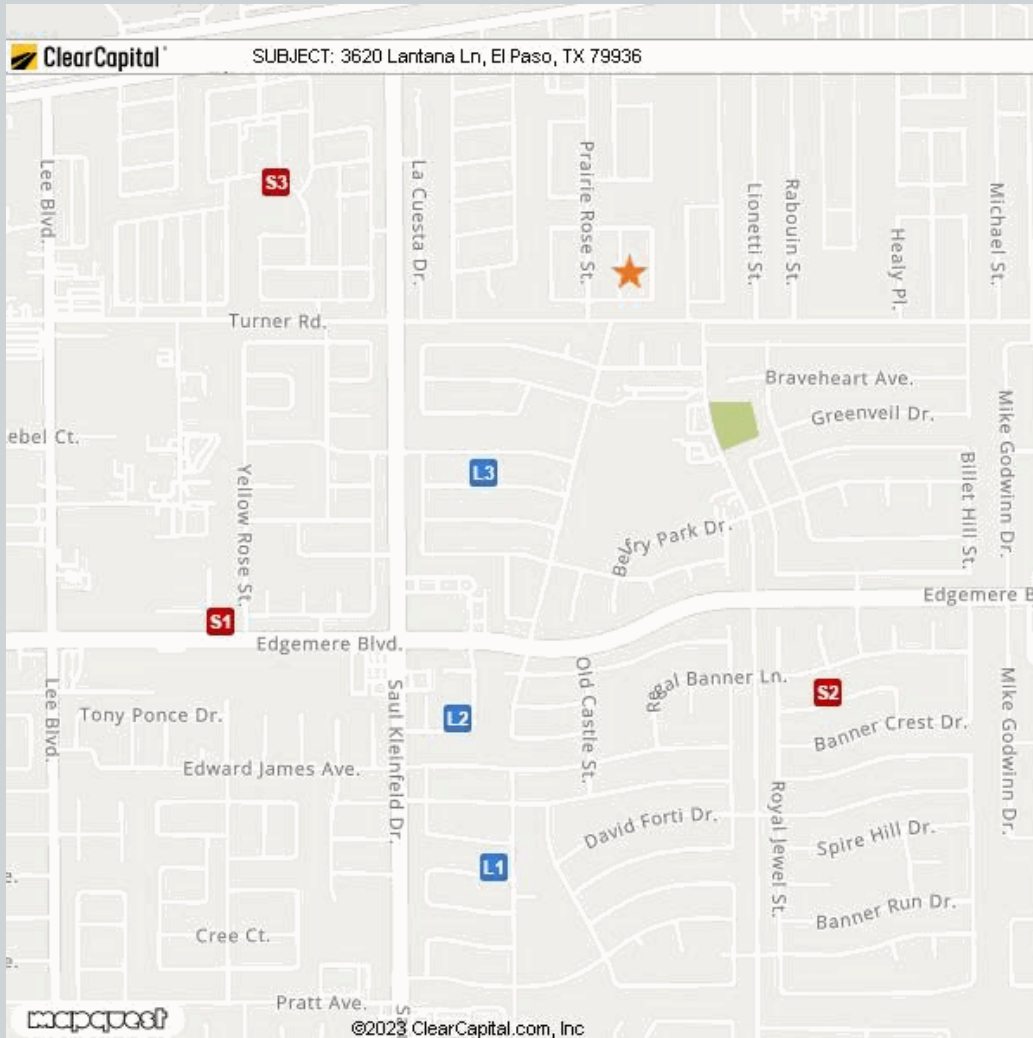 ClearCapital
SUBJECT: 3620 Lantana Ln, El Paso, TX 79936
Lee Blvd.
S3
La Cuesta Dr.
Prairie Rose St.
Lionetti St.
Rabouin St.
Healy Pl.
Michael St.
Turner Rd.
Braveheart Ave.
Greenveil Dr.
ebel Ct.
Mike Godwinn Dr.
Billet Hill St.
L3
Yellow Rose St.
Belfry Park Dr.
Edgemere B
S1
Edgemere Blvd.
Old Castle St.
Regal Banner Ln.
S2
Lee Blvd.
Tony Ponce Dr.
Saul Kleinfeld Dr.
L2
Banner Crest Dr.
Mike Godwinn Dr.
Edward James Ave.
Royal Jewel St.
David Forti Dr.
Spire Hill Dr.
e.
L1
Banner Run Dr.
Cree Ct.
e.
Pratt Ave.
Sa
mapquest
©2023 ClearCapital.com, Inc